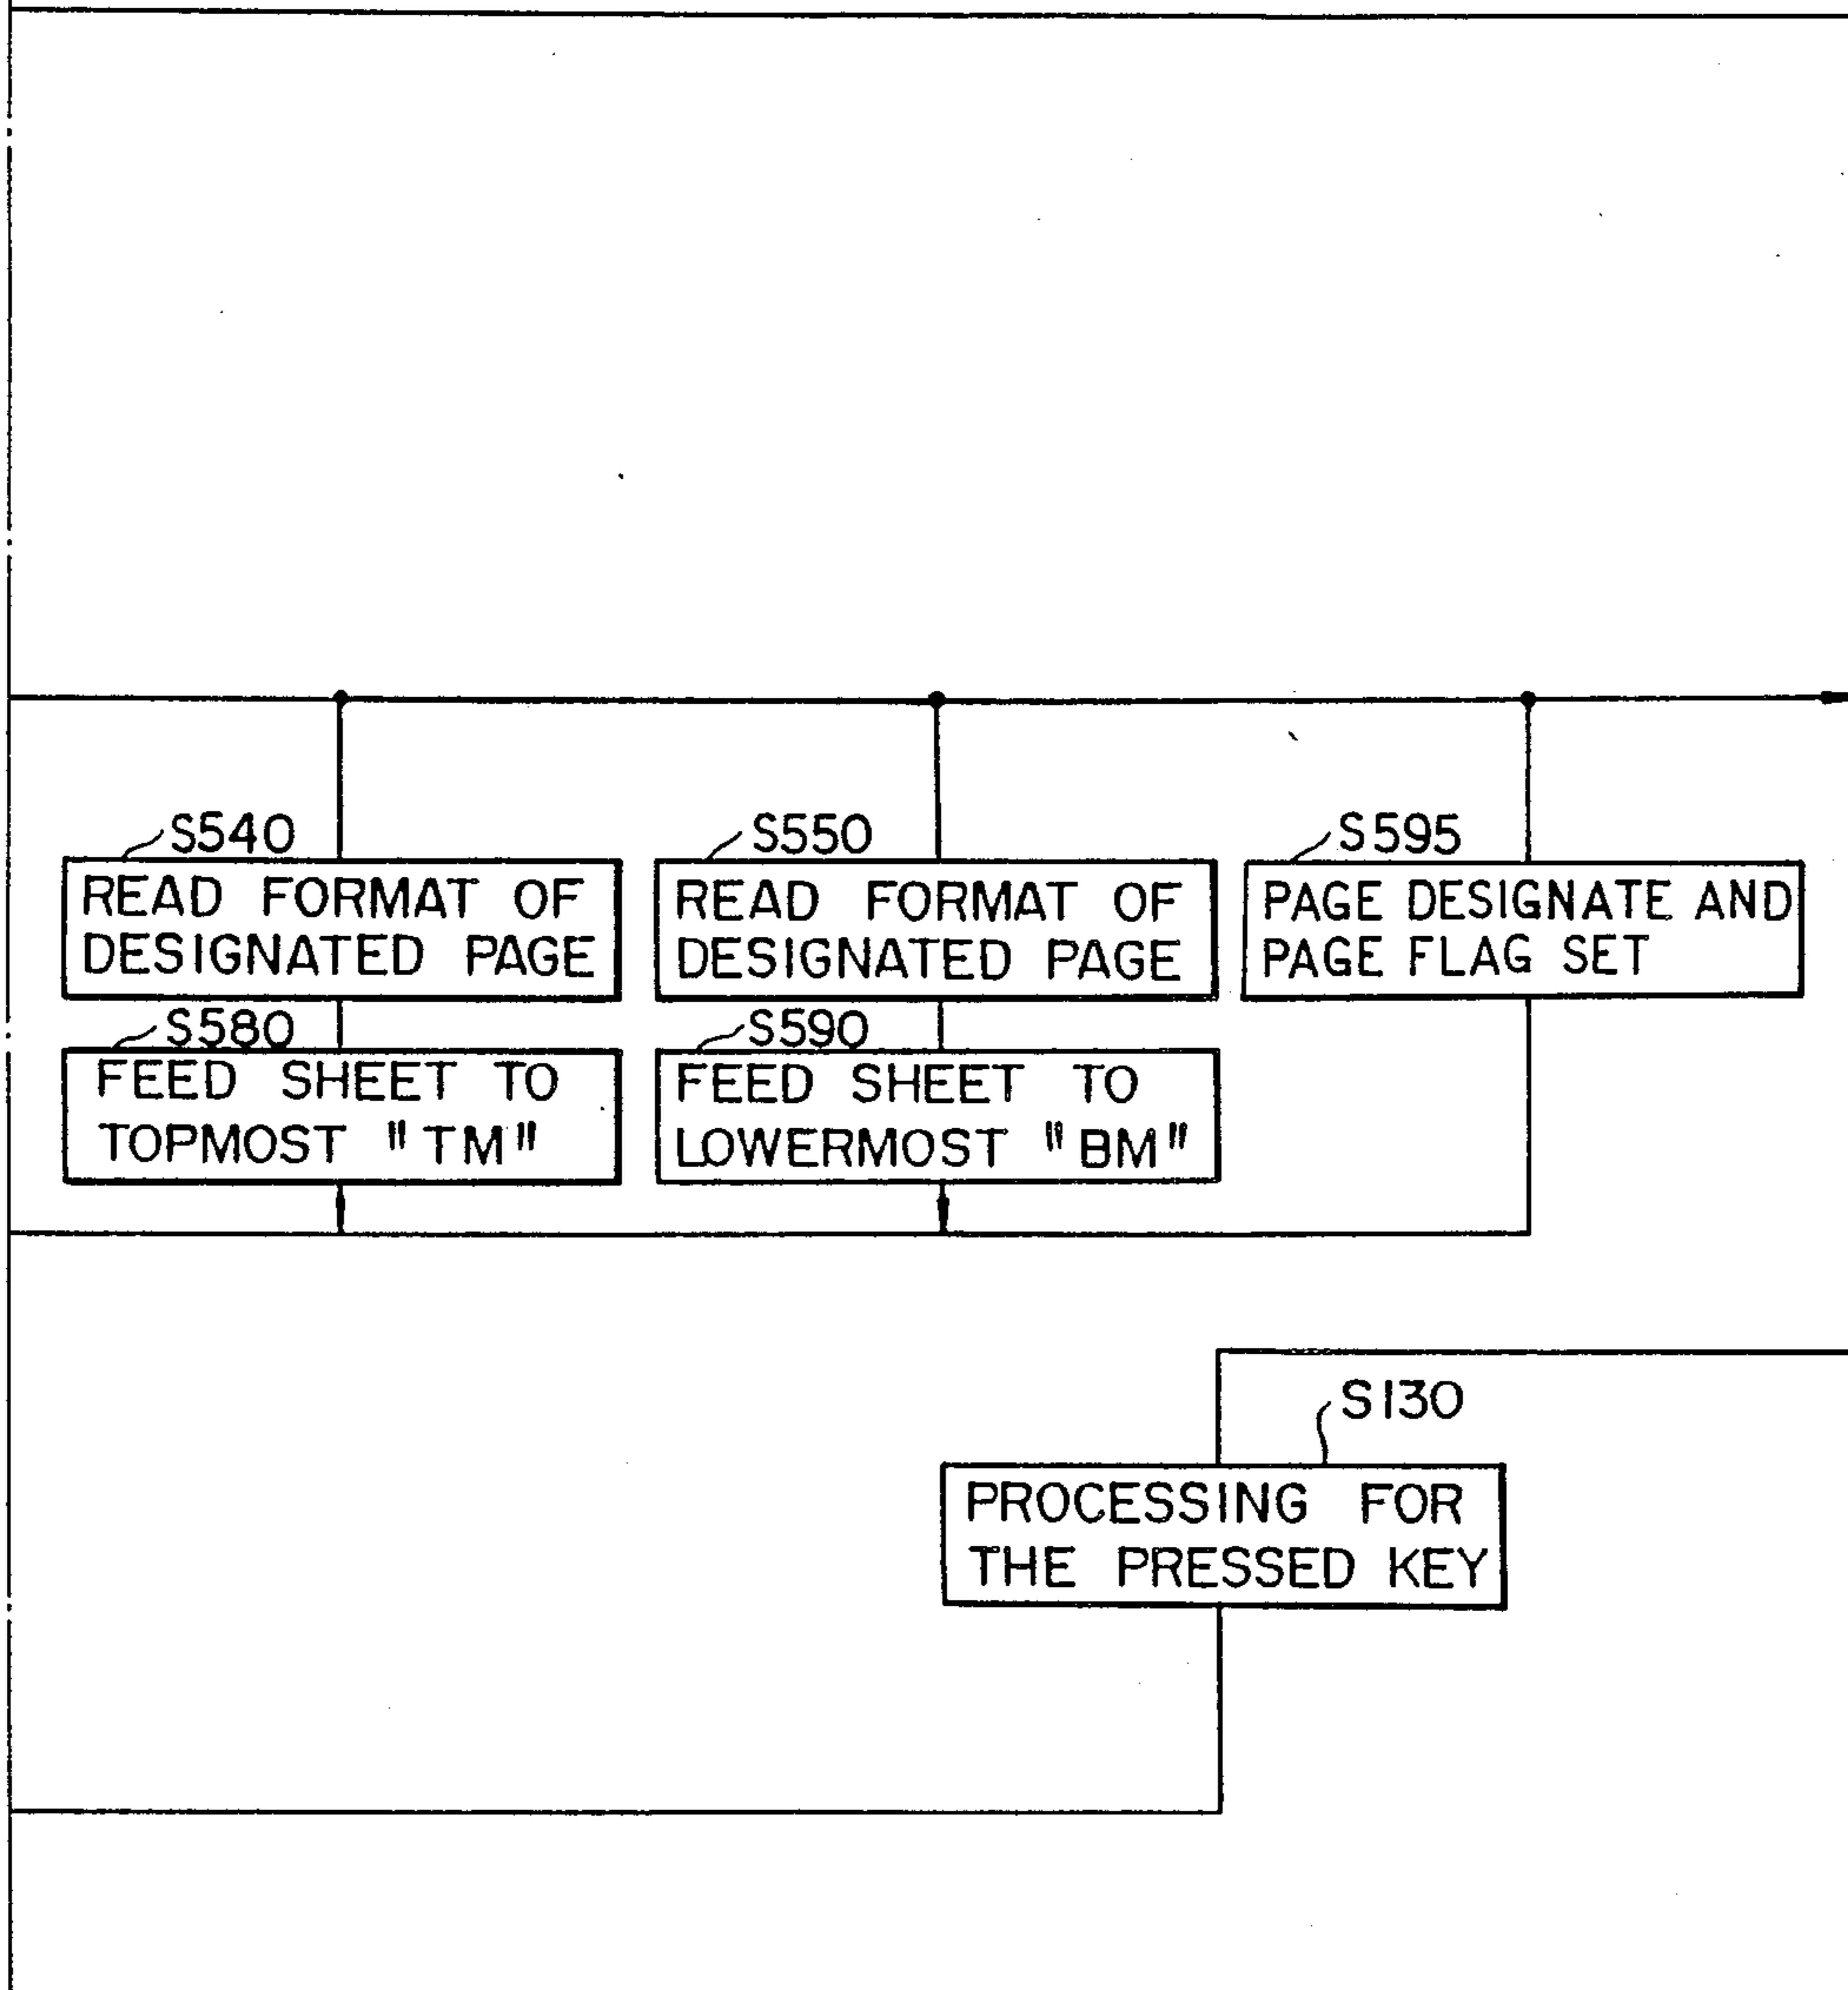 S540
READ FORMAT OF
DESIGNATED PAGE
S550
READ FORMAT OF
DESIGNATED PAGE
S595
PAGE DESIGNATE AND
PAGE FLAG SET
S580
FEED SHEET TO
TOPMOST "TM"
S590
FEED SHEET TO
LOWERMOST "BM"
S130
PROCESSING FOR
THE PRESSED KEY